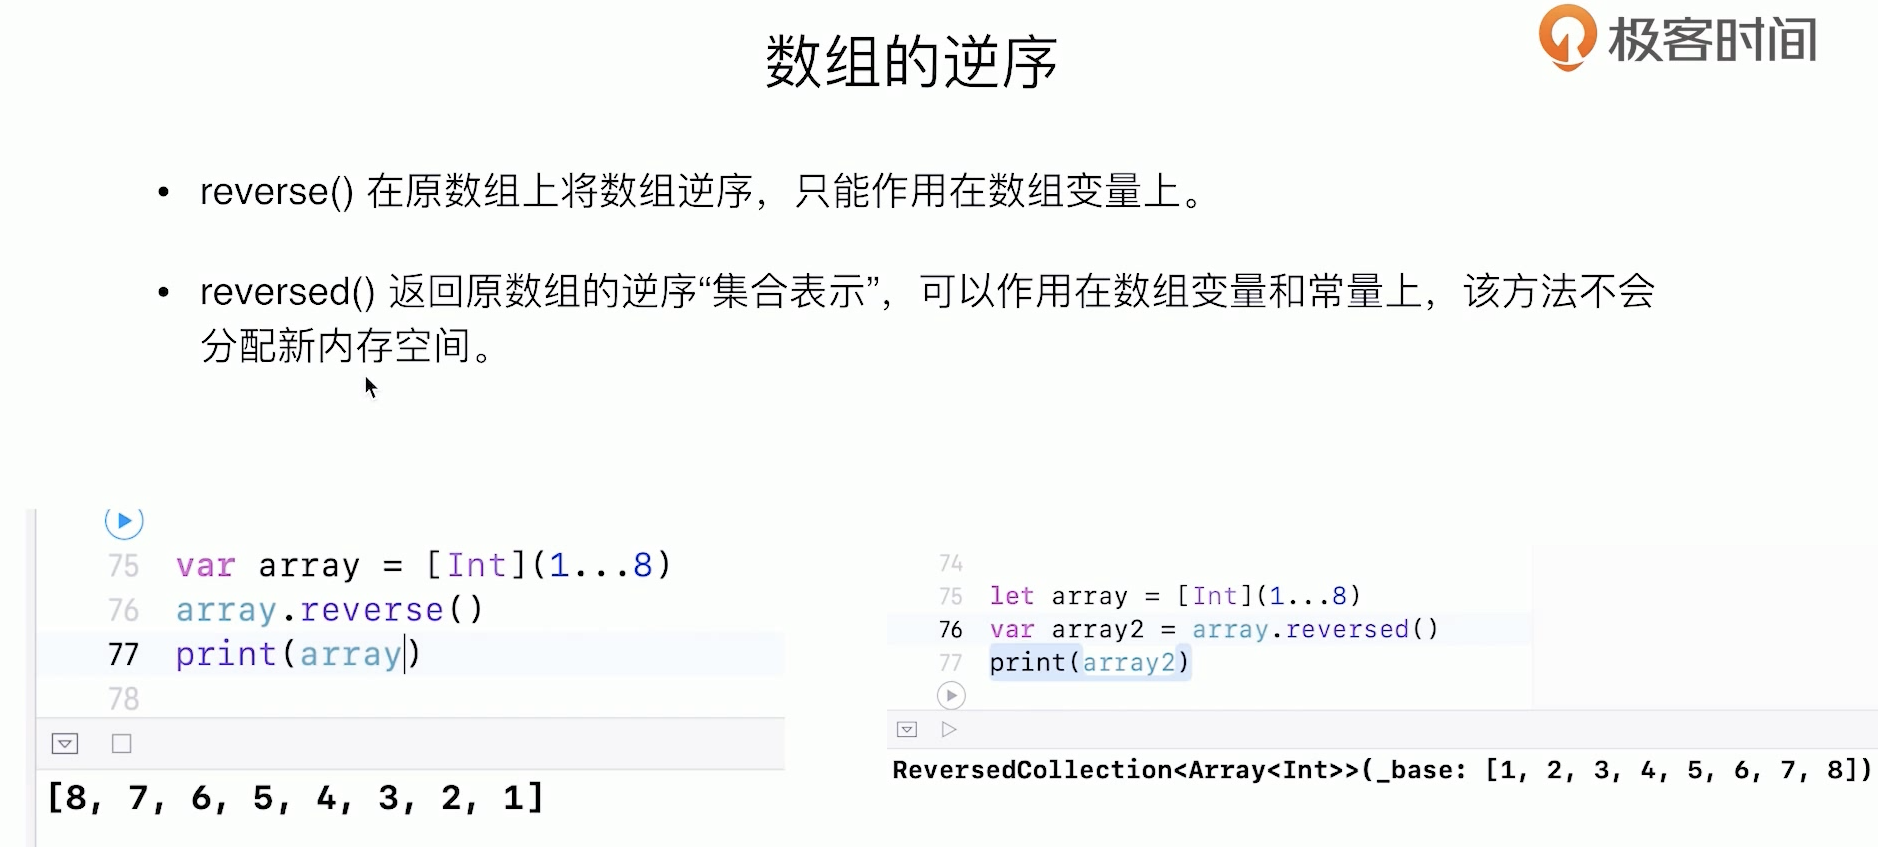 极客时间
数组的逆序
• reverse() 在原数组上将数组逆序，只能作用在数组变量上。
• reversed() 返回原数组的逆序“集合表示”，可以作用在数组变量和常量上，该方法不会
分配新内存空间。
75 var array = [Int](1...8)
76 array.reverse()
77 print(array)
78
[8, 7, 6, 5, 4, 3, 2, 1]
74
75 let array = [Int](1...8)
76 var array2 = array.reversed()
77 print(array2)
ReversedCollection<Array<Int>>(_base: [1, 2, 3, 4, 5, 6, 7, 8])